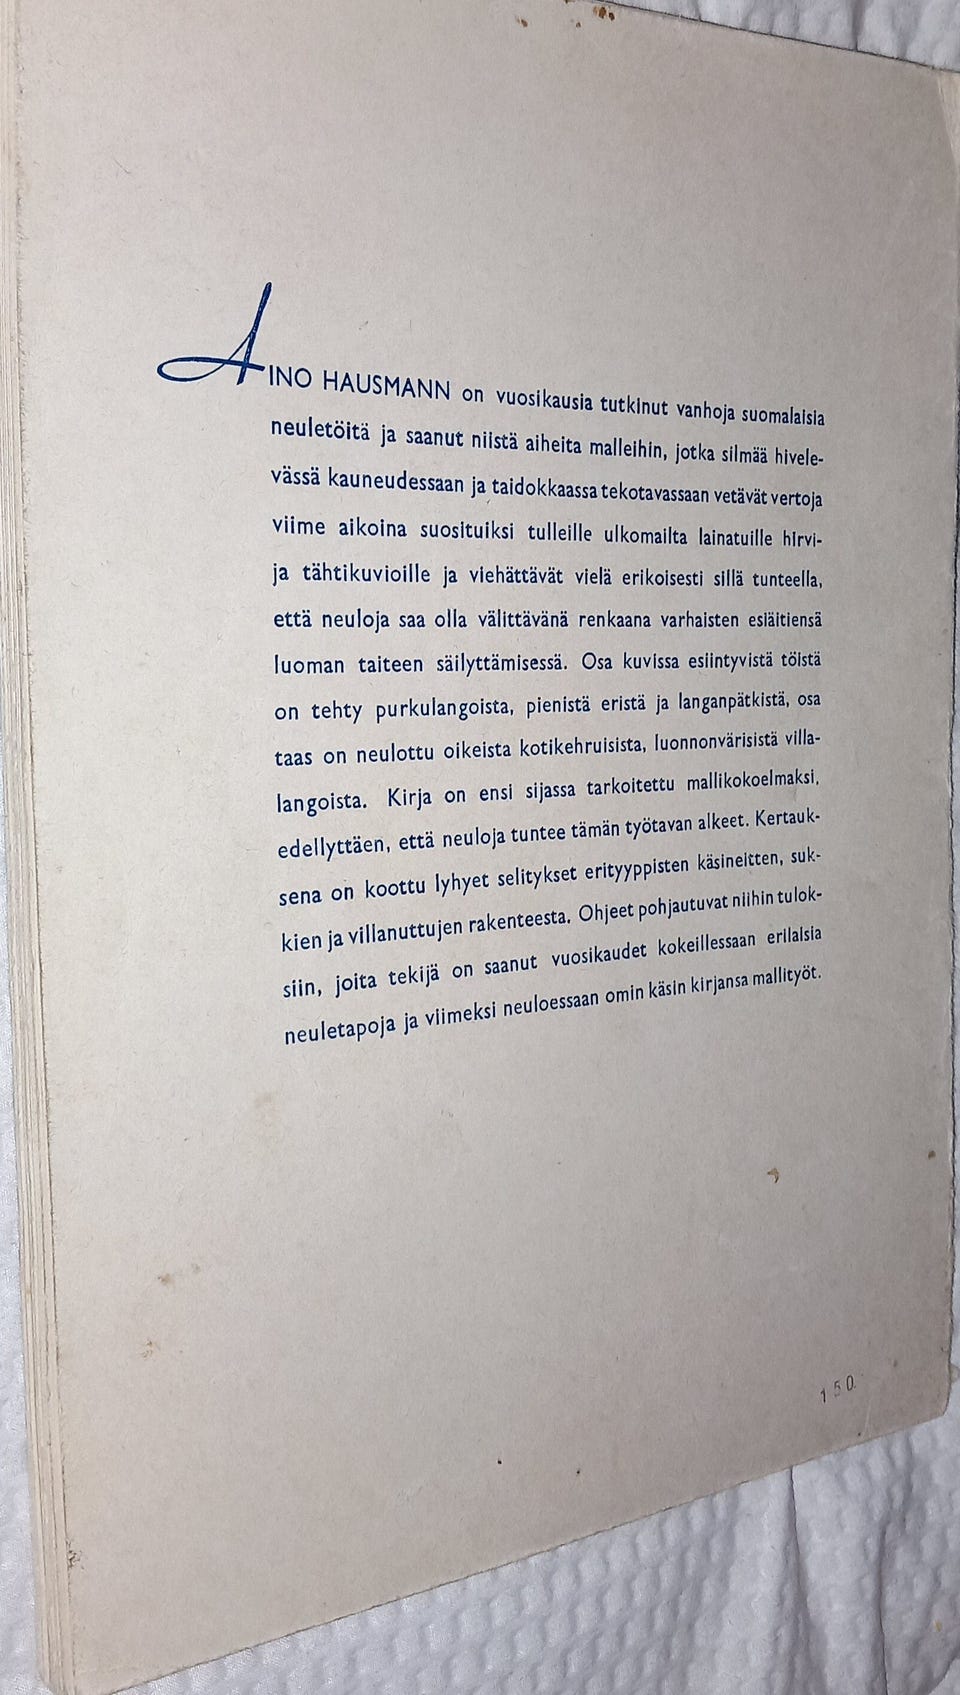 AINO HAUSMANN on vuosikausia tutkinut vanhoja suomalaisia
neuletöitä ja saanut niistä aiheita malleihin, jotka silmää hivele-
vässä kauneudessaan ja taidokkaassa tekotavassaan vetävät vertoja
viime aikoina suosituiksi tulleille ulkomailta lainatuille hirvi-
ja tähtikuvioille ja viehättävät vielä erikoisesti sillä tunteella,
että neuloja saa olla välittävänä renkaana varhaisten esiäitiensä
luoman taiteen säilyttämisessä. Osa kuvissa esiintyvistä töistä
on tehty purkulangoista, pienistä eristä ja langanpätkistä, osa
taas on neulottu oikeista kotikehruisista, luonnonvärisistä villa-
langoista. Kirja on ensi sijassa tarkoitettu mallikokoelmaksi,
edellyttäen, että neuloja tuntee tämän työtavan alkeet. Kertauk-
sena on koottu lyhyet selitykset erityyppisten käsineitten, suk-
kien ja villanuttujen rakenteesta. Ohjeet pohjautuvat niihin tulok-
siin, joita tekijä on saanut vuosikaudet kokeillessaan erilaisia
neuletapoja ja viimeksi neuloessaan omin käsin kirjansa mallityöt.
150.